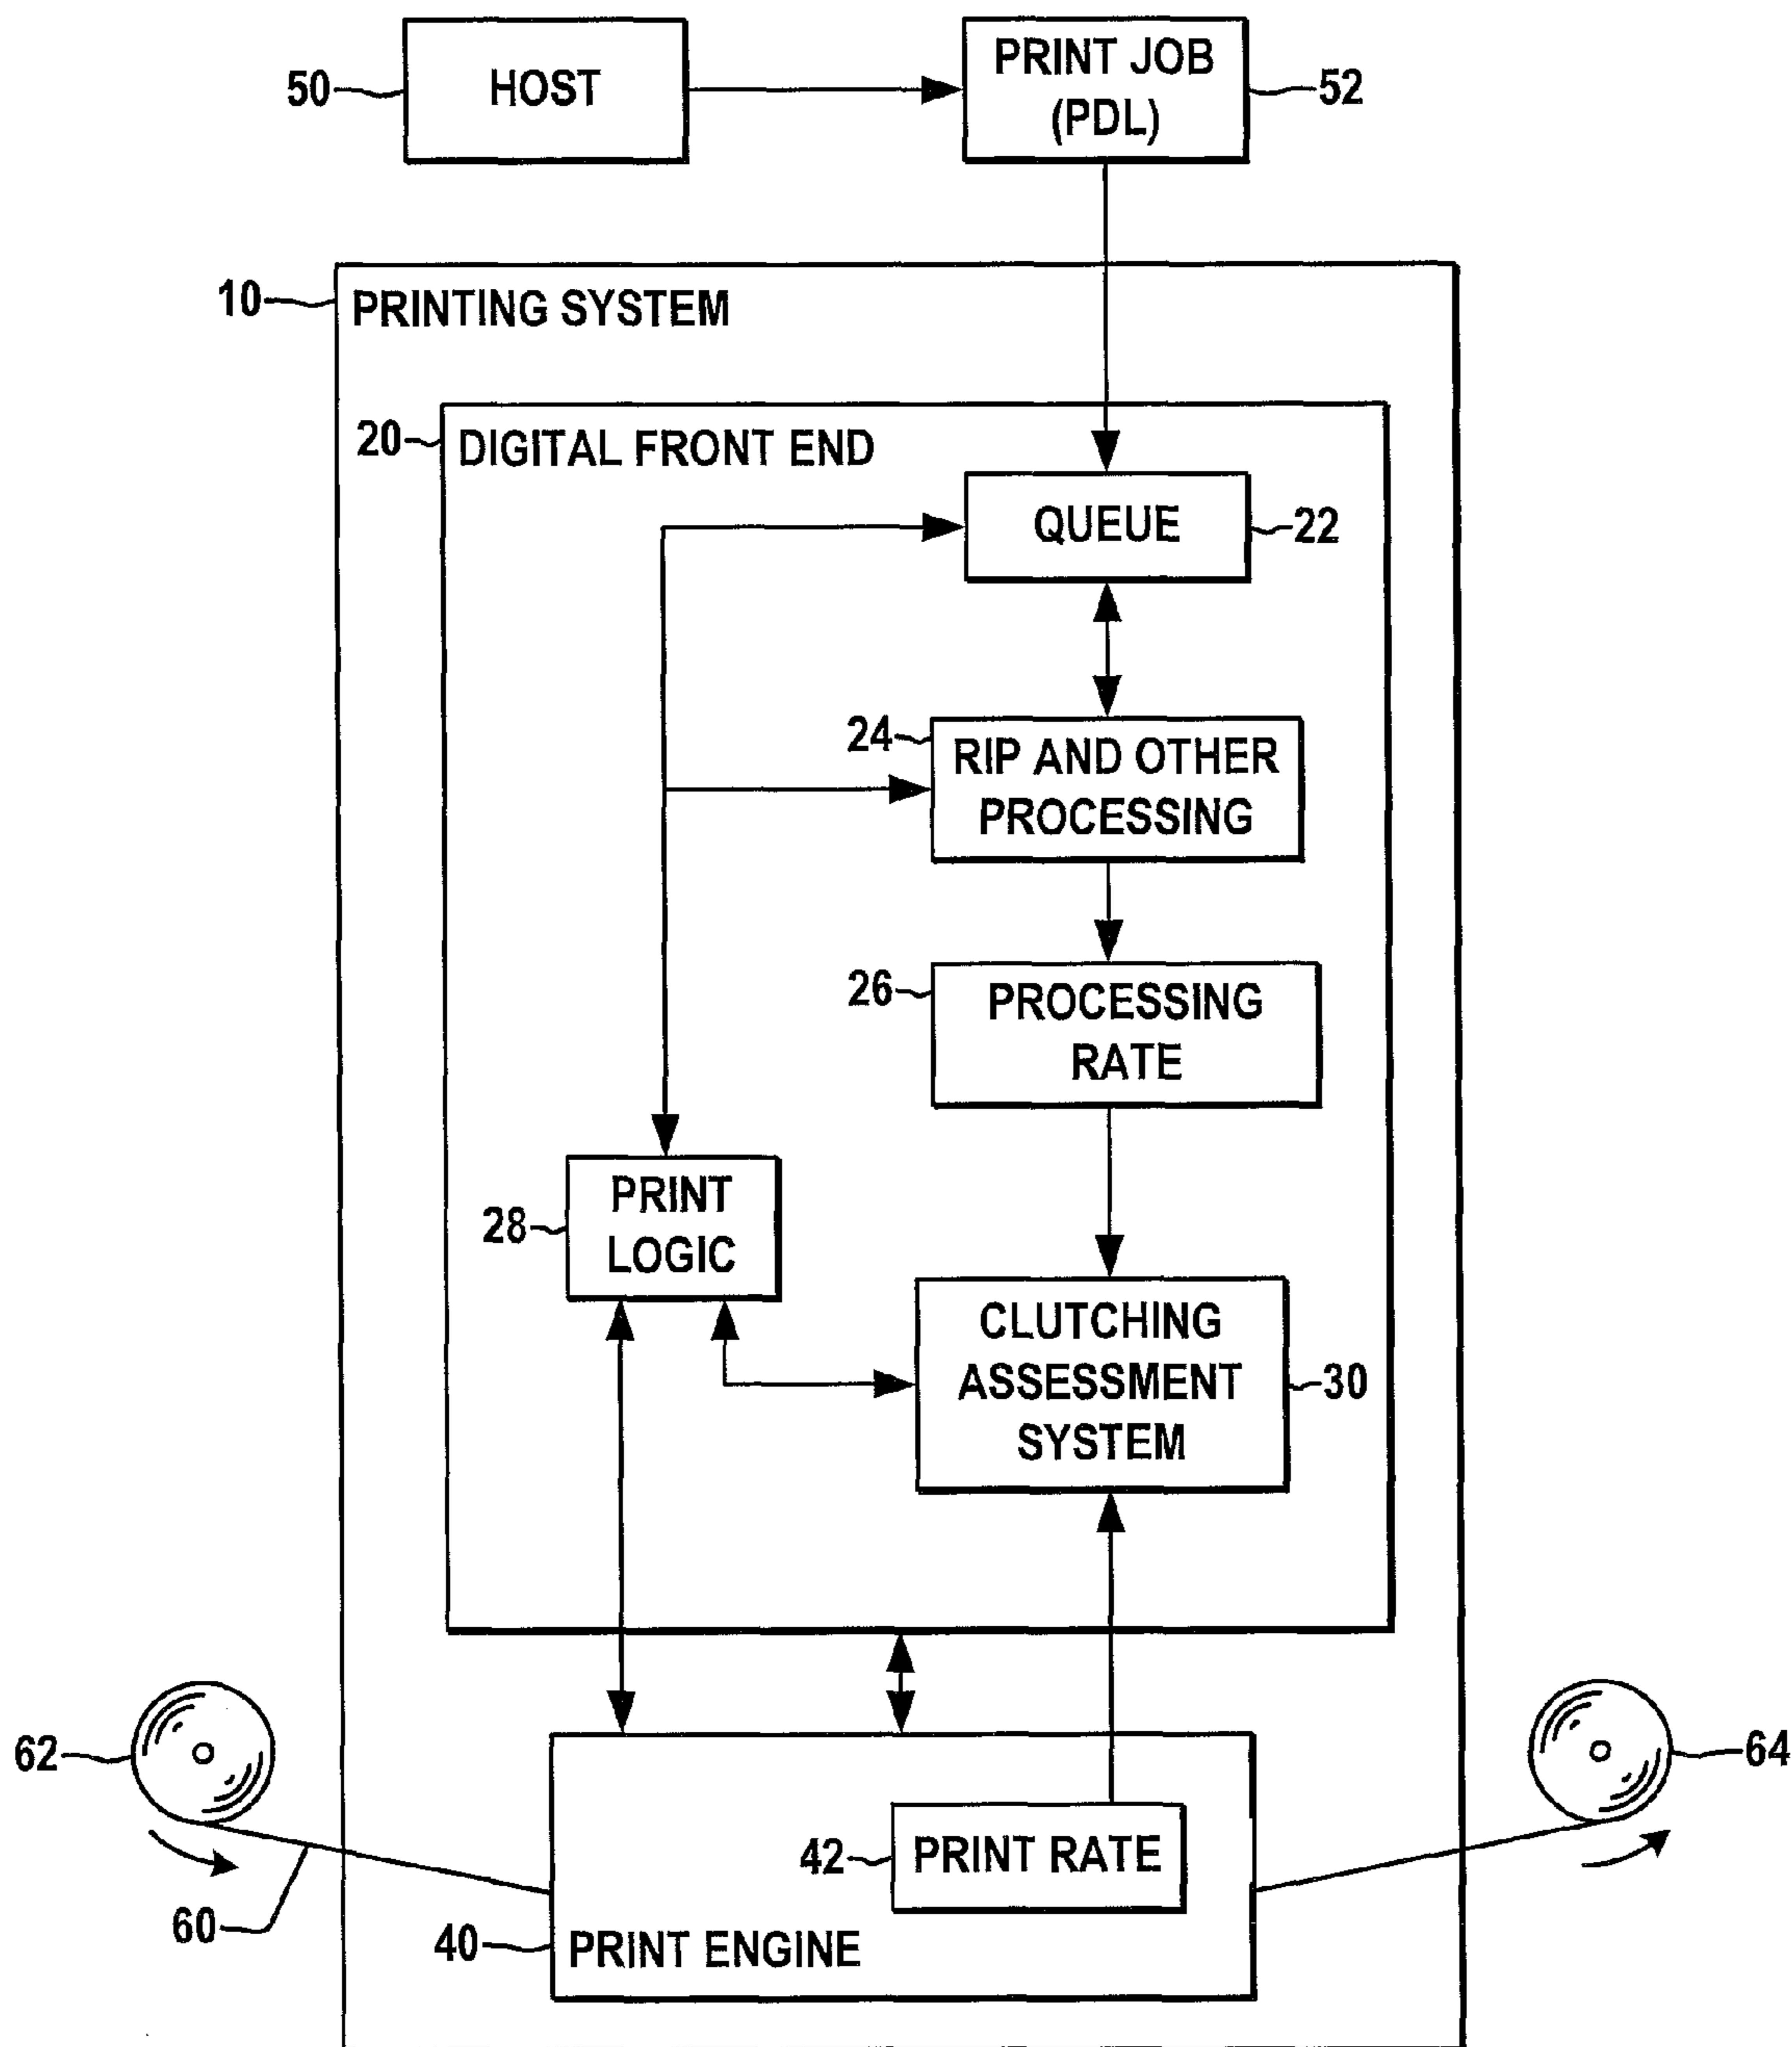 50
HOST
PRINT JOB
(PDL)
52
10
PRINTING SYSTEM
20
DIGITAL FRONT END
QUEUE
22
24
RIP AND OTHER
PROCESSING
26
PROCESSING
RATE
28
PRINT
LOGIC
CLUTCHING
ASSESSMENT
SYSTEM
30
62
64
60
42
PRINT RATE
40
PRINT ENGINE